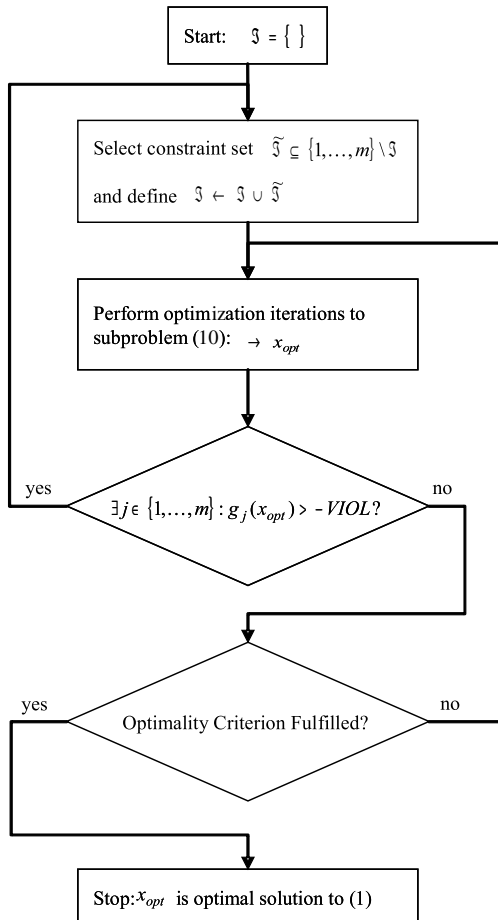 Start: ℑ = { }
Select constraint set ℑ̃ ⊆ {1,…,m} \ ℑ
and define ℑ ← ℑ ∪ ℑ̃
Perform optimization iterations to
subproblem (10): → x_opt
yes
no
∃j ∈ {1,…,m} : g_j(x_opt) > -VIOL?
yes
no
Optimality Criterion Fulfilled?
Stop: x_opt is optimal solution to (1)